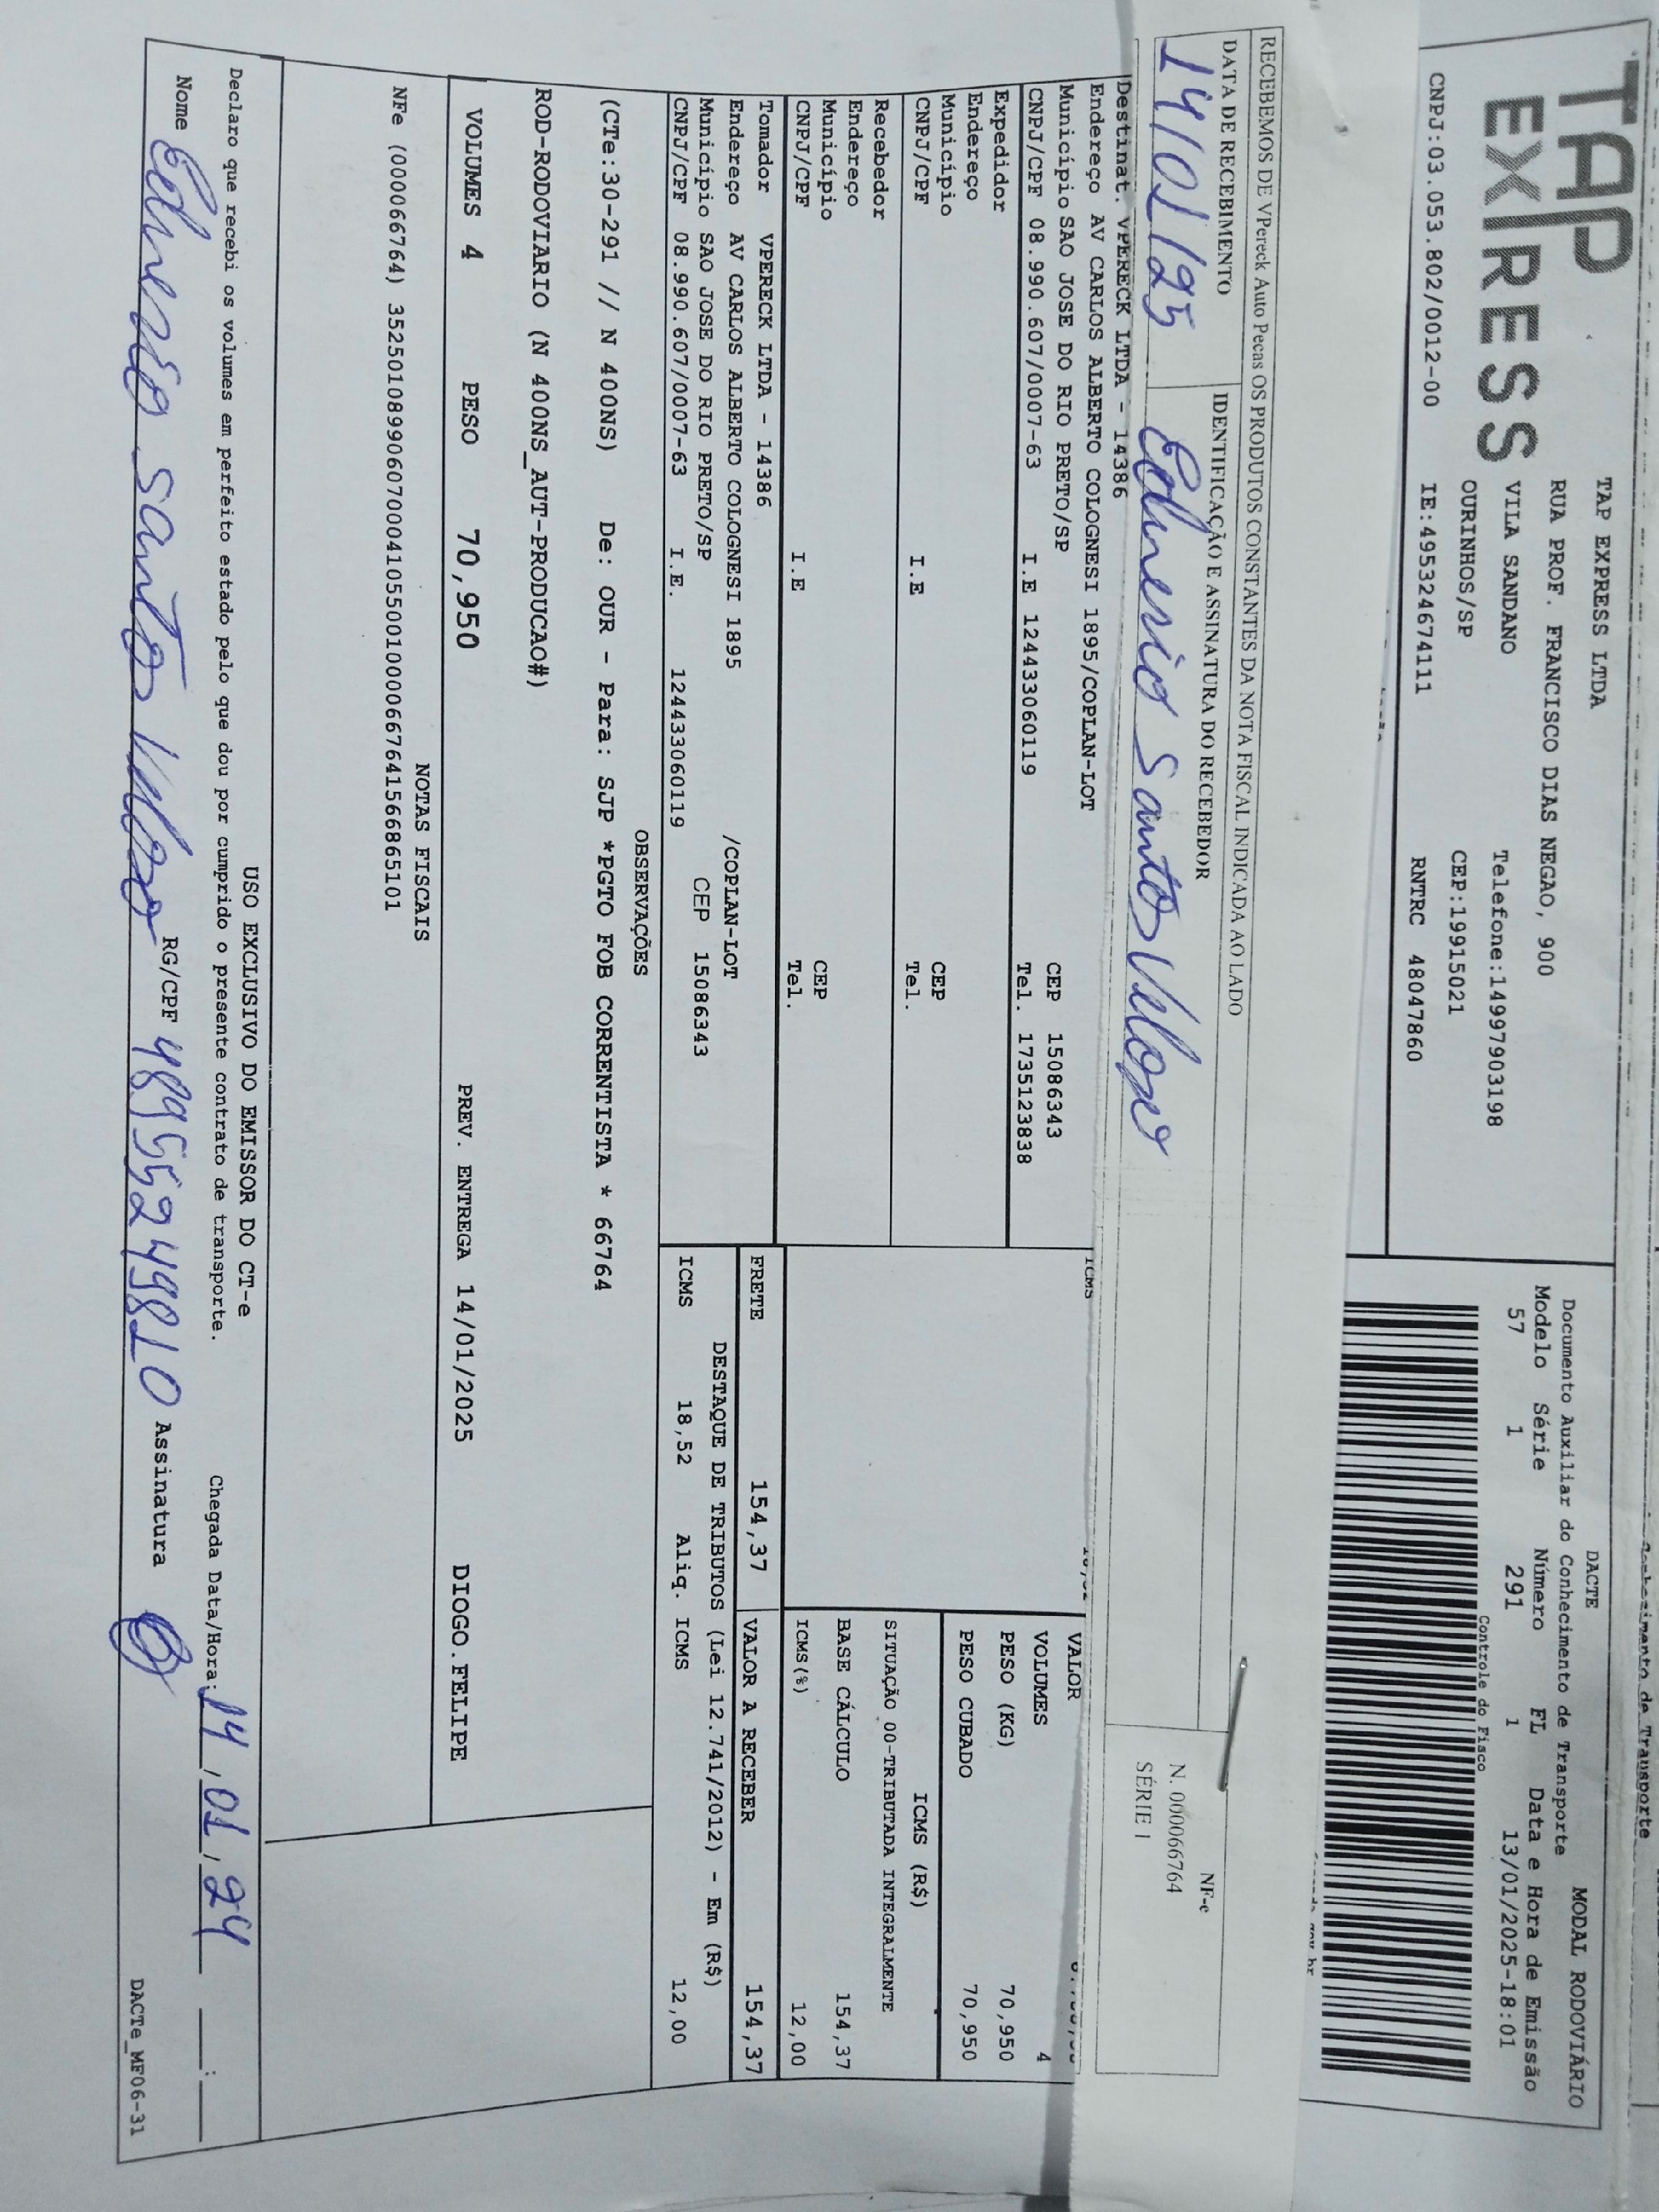 TAP
EXPRESS
TAP EXPRESS LTDA
RUA PROF. FRANCISCO DIAS NEGAO, 900
VILA SANDANO Telefone:14997903198
OURINHOS/SP CEP:19915021
CNPJ:03.053.802/0012-00 IE:495324674111 RNTRC 48047860
DACTE MODAL RODOVIÁRIO
Documento Auxiliar do Conhecimento de Transporte
Modelo Série Número FL Data e Hora de Emissão
57 1 291 1 13/01/2025-18:01
Controle do Fisco
RECEBEMOS DE VPereck Auto Pecas OS PRODUTOS CONSTANTES DA NOTA FISCAL INDICADA AO LADO
DATA DE RECEBIMENTO IDENTIFICAÇÃO E ASSINATURA DO RECEBEDOR
14/01/25 Santos Veloso
NF-e
N. 000066764
SÉRIE 1
Destinat. VPERECK LTDA - 14386
Endereço AV CARLOS ALBERTO COLOGNESI 1895/COPLAN-LOT
Município SAO JOSE DO RIO PRETO/SP CEP 15086343
CNPJ/CPF 08.990.607/0007-63 I.E 124433060119 Tel. 1735123838
Expedidor
Endereço
Município CEP
CNPJ/CPF I.E Tel.
Recebedor
Endereço
Município CEP
CNPJ/CPF I.E Tel.
ICMS
VALOR
VOLUMES 4
PESO (KG) 70,950
PESO CUBADO 70,950
ICMS (R$)
SITUAÇÃO 00-TRIBUTADA INTEGRALMENTE
BASE CÁLCULO 154,37
ICMS(%) 12,00
Tomador VPERECK LTDA - 14386
Endereço AV CARLOS ALBERTO COLOGNESI 1895 /COPLAN-LOT
Município SAO JOSE DO RIO PRETO/SP CEP 15086343
CNPJ/CPF 08.990.607/0007-63 I.E. 124433060119
FRETE 154,37 VALOR A RECEBER 154,37
DESTAQUE DE TRIBUTOS (Lei 12.741/2012) - Em (R$)
ICMS 18,52 Aliq. ICMS 12,00
OBSERVAÇÕES
(CTe:30-291 // N 400NS) De: OUR - Para: SJP *PGTO FOB CORRENTISTA * 66764
ROD-RODOVIARIO (N 400NS_AUT-PRODUCAO#)
VOLUMES 4 PESO 70,950 PREV. ENTREGA 14/01/2025 DIOGO.FELIPE
NOTAS FISCAIS
NFe (000066764) 35250108990607000410550010000667641566865101
USO EXCLUSIVO DO EMISSOR DO CT-e
Declaro que recebi os volumes em perfeito estado pelo que dou por cumprido o presente contrato de transporte. Chegada Data/Hora: 14/01/24 __:__
Nome santos Veloso RG/CPF 48955249810 Assinatura
DACTe_MF06-31